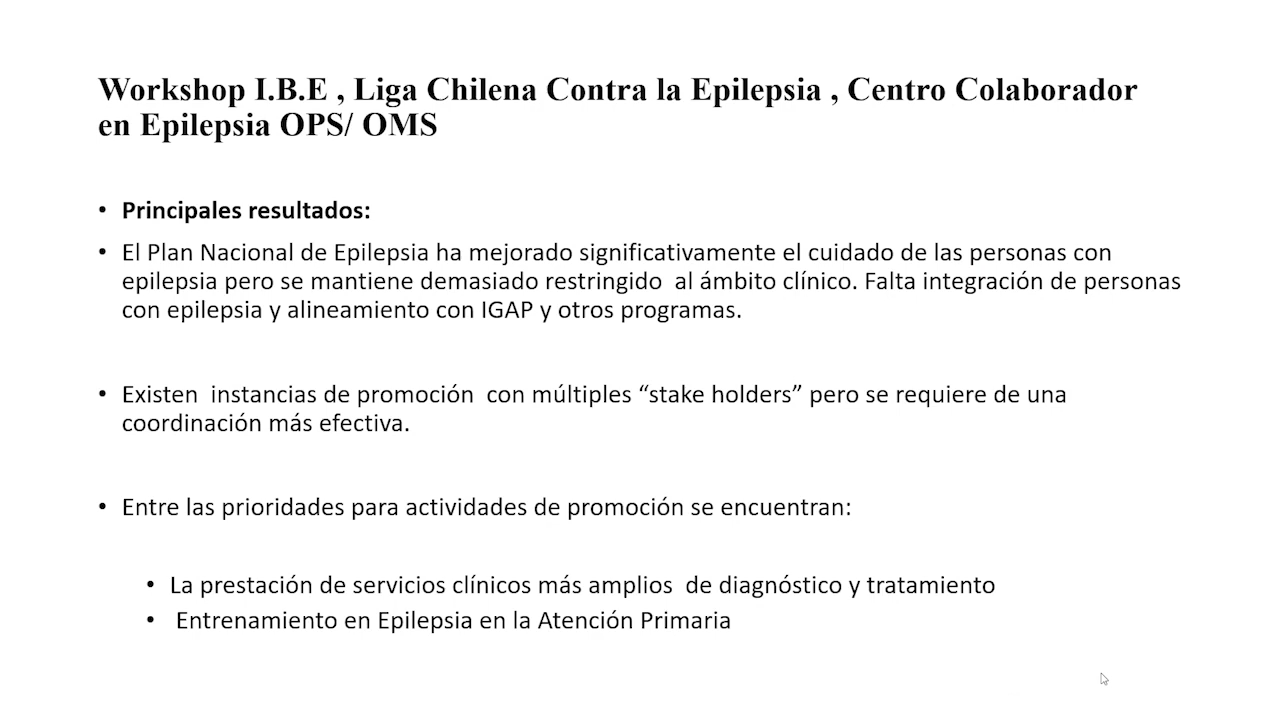 Workshop I.B.E , Liga Chilena Contra la Epilepsia , Centro Colaborador
en Epilepsia OPS/ OMS
• Principales resultados:
• El Plan Nacional de Epilepsia ha mejorado significativamente el cuidado de las personas con
epilepsia pero se mantiene demasiado restringido  al ámbito clínico. Falta integración de personas
con epilepsia y alineamiento con IGAP y otros programas.
• Existen  instancias de promoción  con múltiples “stake holders” pero se requiere de una
coordinación más efectiva.
• Entre las prioridades para actividades de promoción se encuentran:
• La prestación de servicios clínicos más amplios  de diagnóstico y tratamiento
• Entrenamiento en Epilepsia en la Atención Primaria